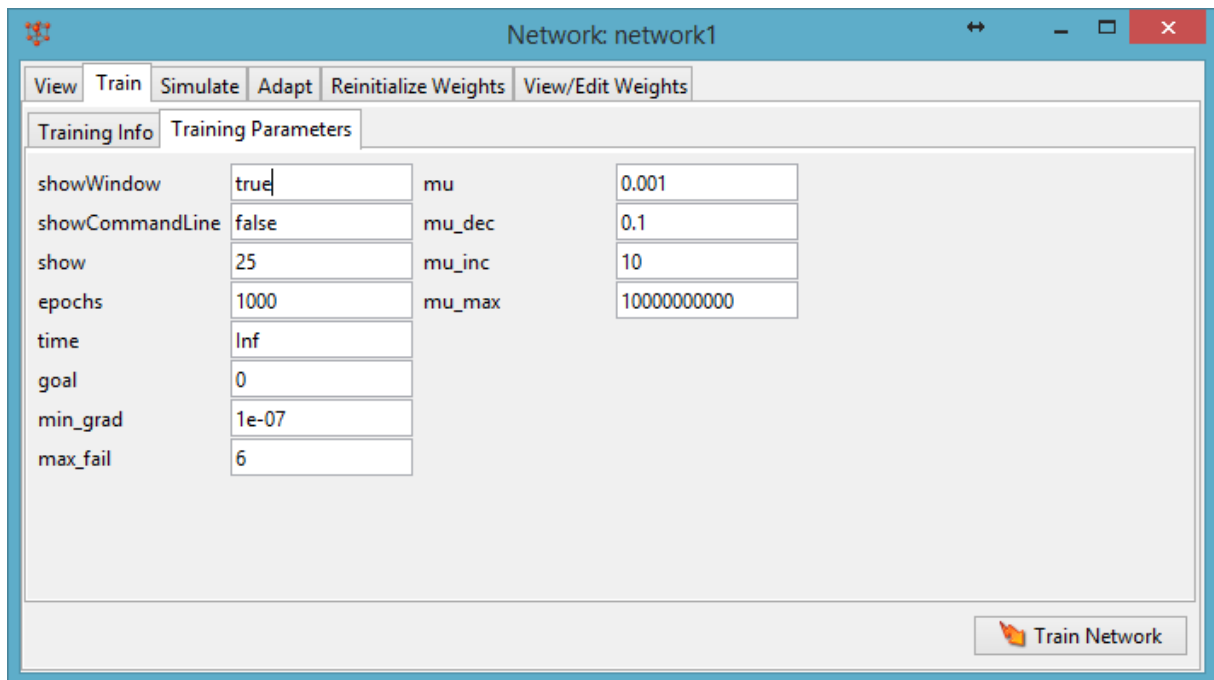 Network: network1
View Train Simulate Adapt Reinitialize Weights View/Edit Weights
Training Info Training Parameters
showWindow true mu 0.001
showCommandLine false mu_dec 0.1
show 25 mu_inc 10
epochs 1000 mu_max 10000000000
time Inf
goal 0
min_grad 1e-07
max_fail 6
Train Network